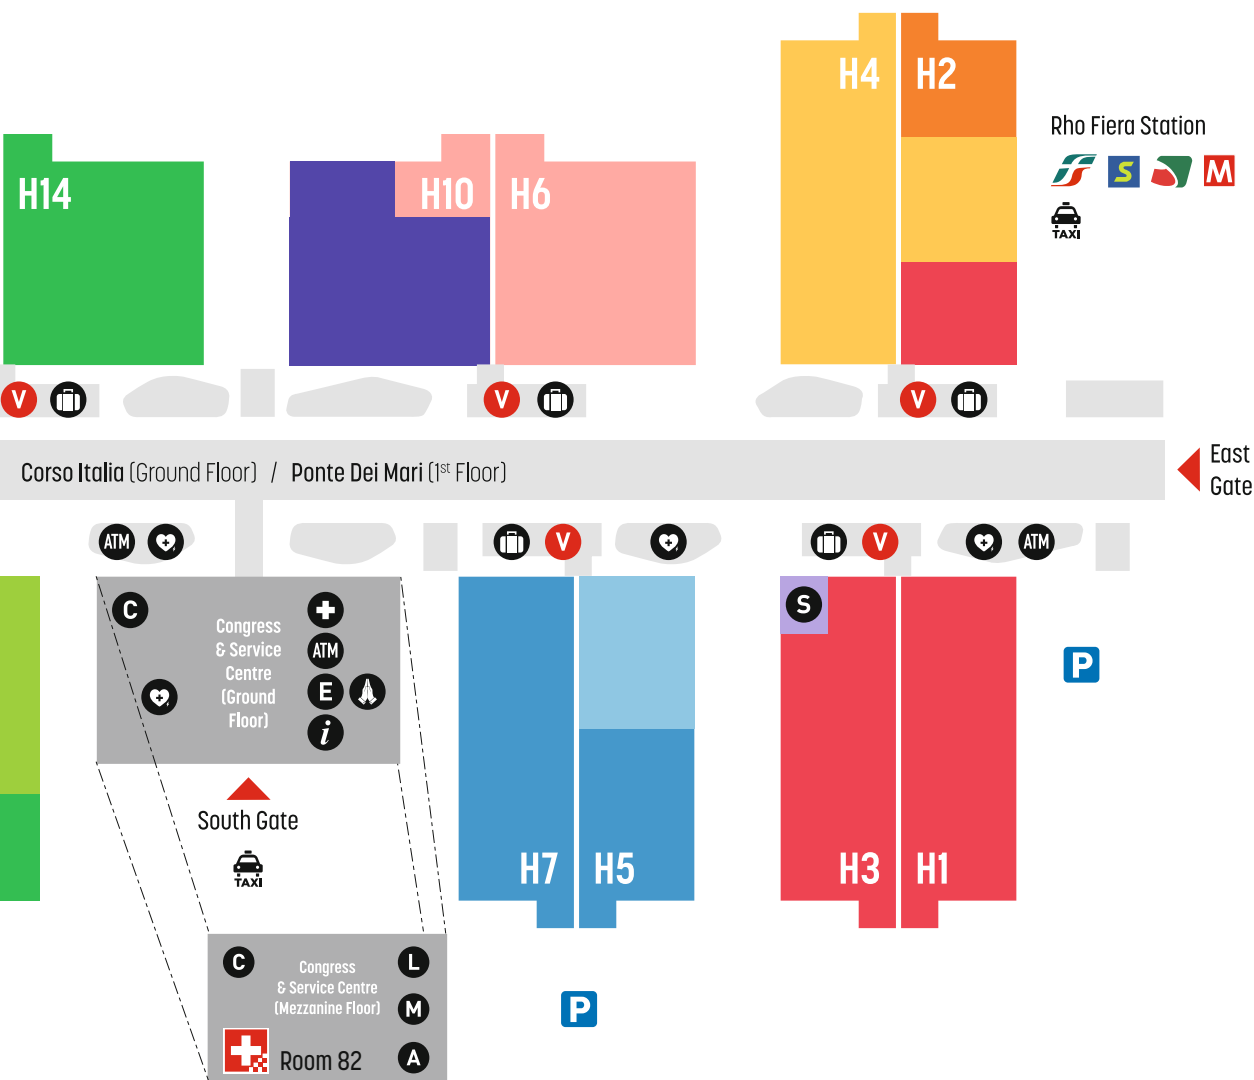 H4
H2
Rho Fiera Station
S
M
TAXI
H14
H10
H6
V
V
V
Corso Italia (Ground Floor) / Ponte Dei Mari (1st Floor)
East
Gate
ATM
V
V
ATM
C
Congress
& Service
Centre
(Ground
Floor)
ATM
E
i
S
P
South Gate
TAXI
H7
H5
H3
H1
C
Congress
& Service Centre
(Mezzanine Floor)
L
M
A
Room 82
P